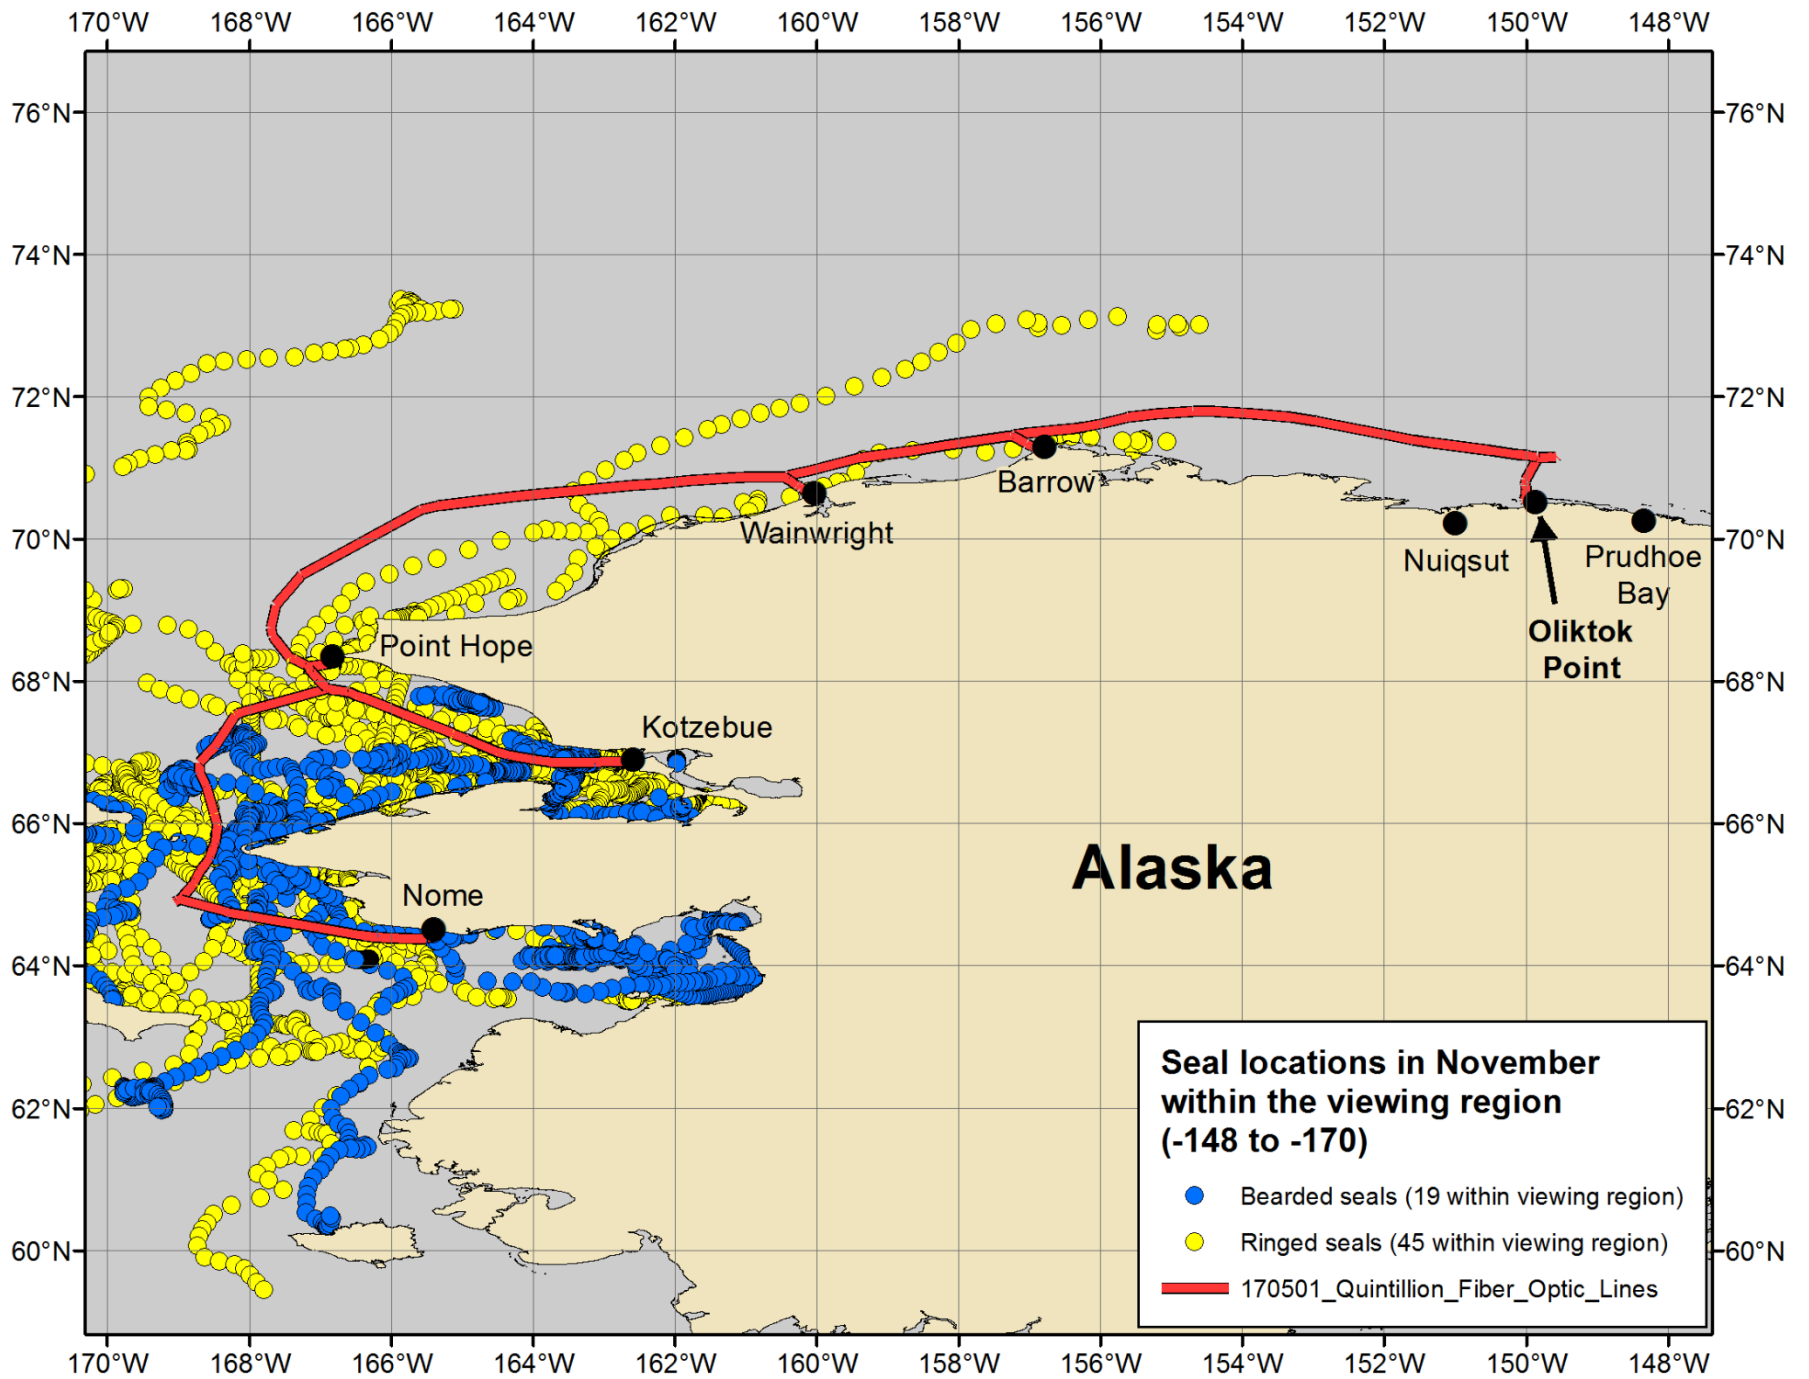 170°W 168°W 166°W 164°W 162°W 160°W 158°W 156°W 154°W 152°W 150°W 148°W
76°N 76°N
74°N 74°N
72°N 72°N
Barrow
Wainwright
70°N 70°N
Nuiqsut
Prudhoe
Bay
Oliktok
Point
Point Hope
68°N 68°N
Kotzebue
66°N 66°N
Alaska
Nome
64°N 64°N
62°N 62°N
60°N 60°N
Seal locations in November
within the viewing region
(-148 to -170)
Bearded seals (19 within viewing region)
Ringed seals (45 within viewing region)
170501_Quintillion_Fiber_Optic_Lines
170°W 168°W 166°W 164°W 162°W 160°W 158°W 156°W 154°W 152°W 150°W 148°W